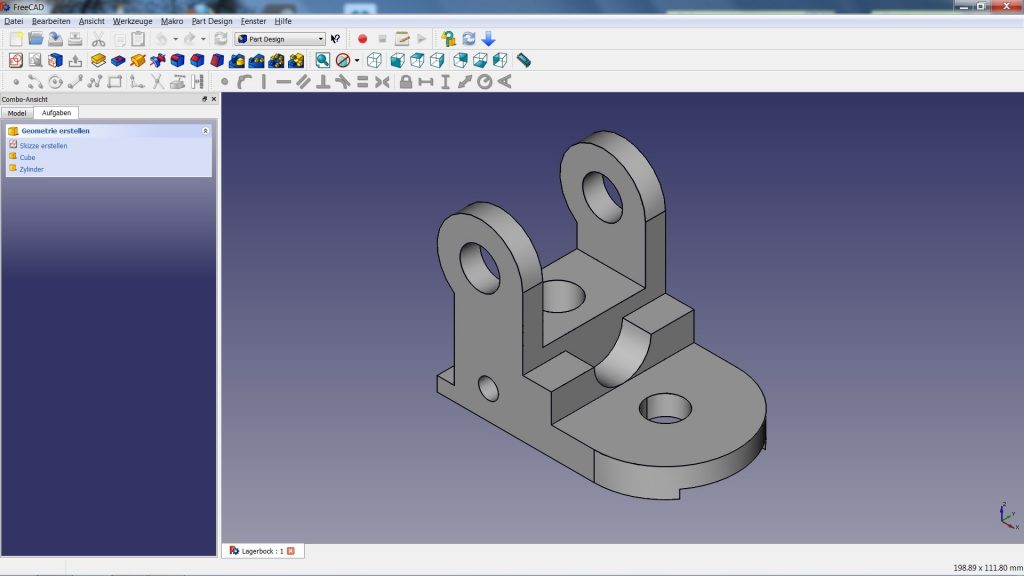 FreeCAD
Datei Bearbeiten Ansicht Werkzeuge Makro Part Design Fenster Hilfe
Part Design
Combo-Ansicht
Model Aufgaben
Geometrie erstellen
Skizze erstellen
Cube
Zylinder
Z
Y
X
Lagerbock : 1
198.89 x 111.80 mm